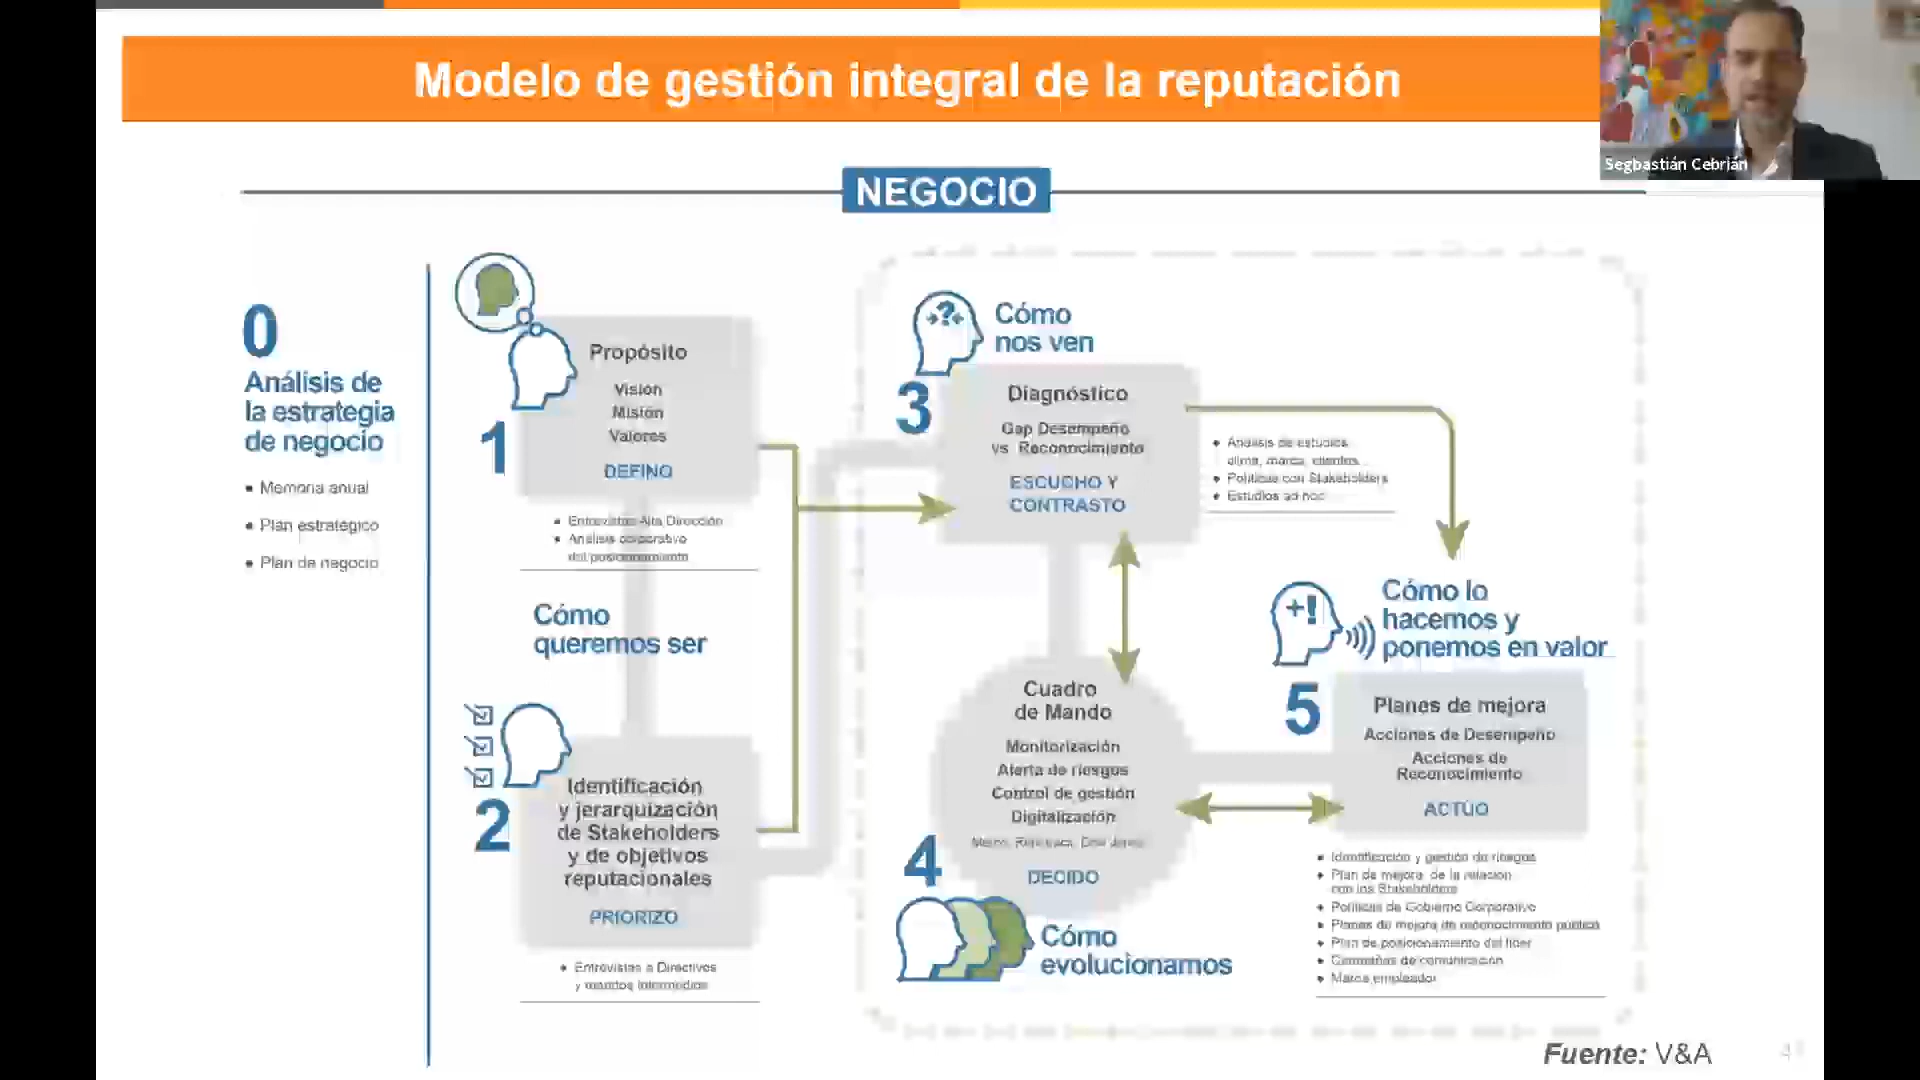 Modelo de gestión integral de la reputación
Segbastián Cebrián
NEGOCIO
0
Análisis de
la estrategia
de negocio
• Memoria anual
• Plan estratégico
• Plan de negocio
1
Propósito
Visión
Misión
Valores
DEFINO
• Entrevistas Alta Dirección
• Análisis corporativo
del posicionamiento
Cómo
queremos ser
2
Identificación
y jerarquización
de Stakeholders
y de objetivos
reputacionales
PRIORIZO
• Entrevistas a Directivos
y mandos intermedios
?
Cómo
nos ven
3
Diagnóstico
Gap Desempeño
vs Reconocimiento
ESCUCHO Y
CONTRASTO
• Análisis de estudios
clima, marca, clientes...
• Políticas con Stakeholders
• Estudios ad hoc
Cuadro
de Mando
Monitorización
Alerta de riesgos
Control de gestión
Digitalización
DECIDO
4
Cómo
evolucionamos
+!
Cómo lo
hacemos y
ponemos en valor
5
Planes de mejora
Acciones de Desempeño
Acciones de
Reconocimiento
ACTÚO
• Identificación y gestión de riesgos
• Plan de mejora de la relación
con los Stakeholders
• Políticas de Gobierno Corporativo
• Planes de mejora de reconocimiento público
• Plan de posicionamiento del líder
• Campañas de comunicación
• Marca empleador
Fuente: V&A